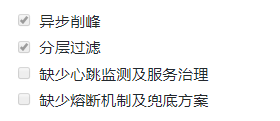 异步削峰
分层过滤
缺少心跳监测及服务治理
缺少熔断机制及兜底方案